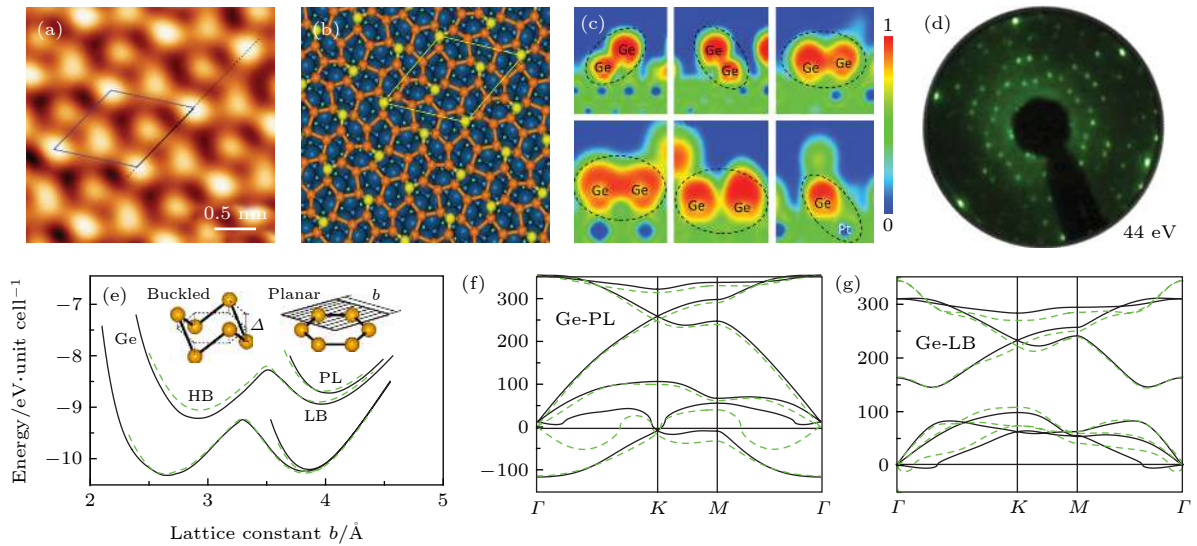 (a)
0.5 nm
(b)
(c)
Ge
Ge
Ge
Ge
Ge
Ge
Ge
Ge
Ge
Ge
Ge
Pt
1
0
(d)
44 eV
Energy/eV·unit cell⁻¹
−7
−8
−9
−10
(e)
Buckled
Planar
b
Δ
Ge
HB
PL
LB
2
3
4
5
Lattice constant b/Å
(f)
Ge-PL
300
200
100
0
−100
Γ
K
M
Γ
(g)
Ge-LB
300
200
100
0
Γ
K
M
Γ